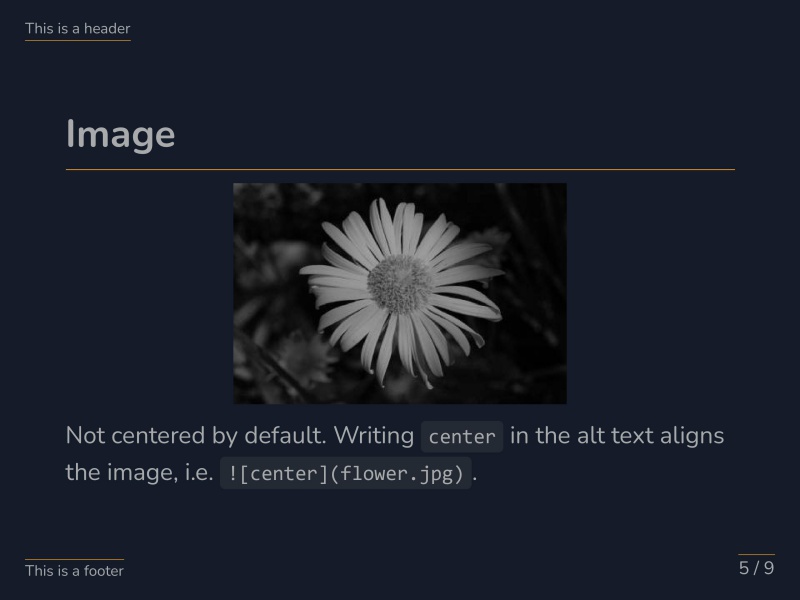 This is a header
Image
Not centered by default. Writing center in the alt text aligns
the image, i.e. ![center](flower.jpg).
This is a footer
5 / 9